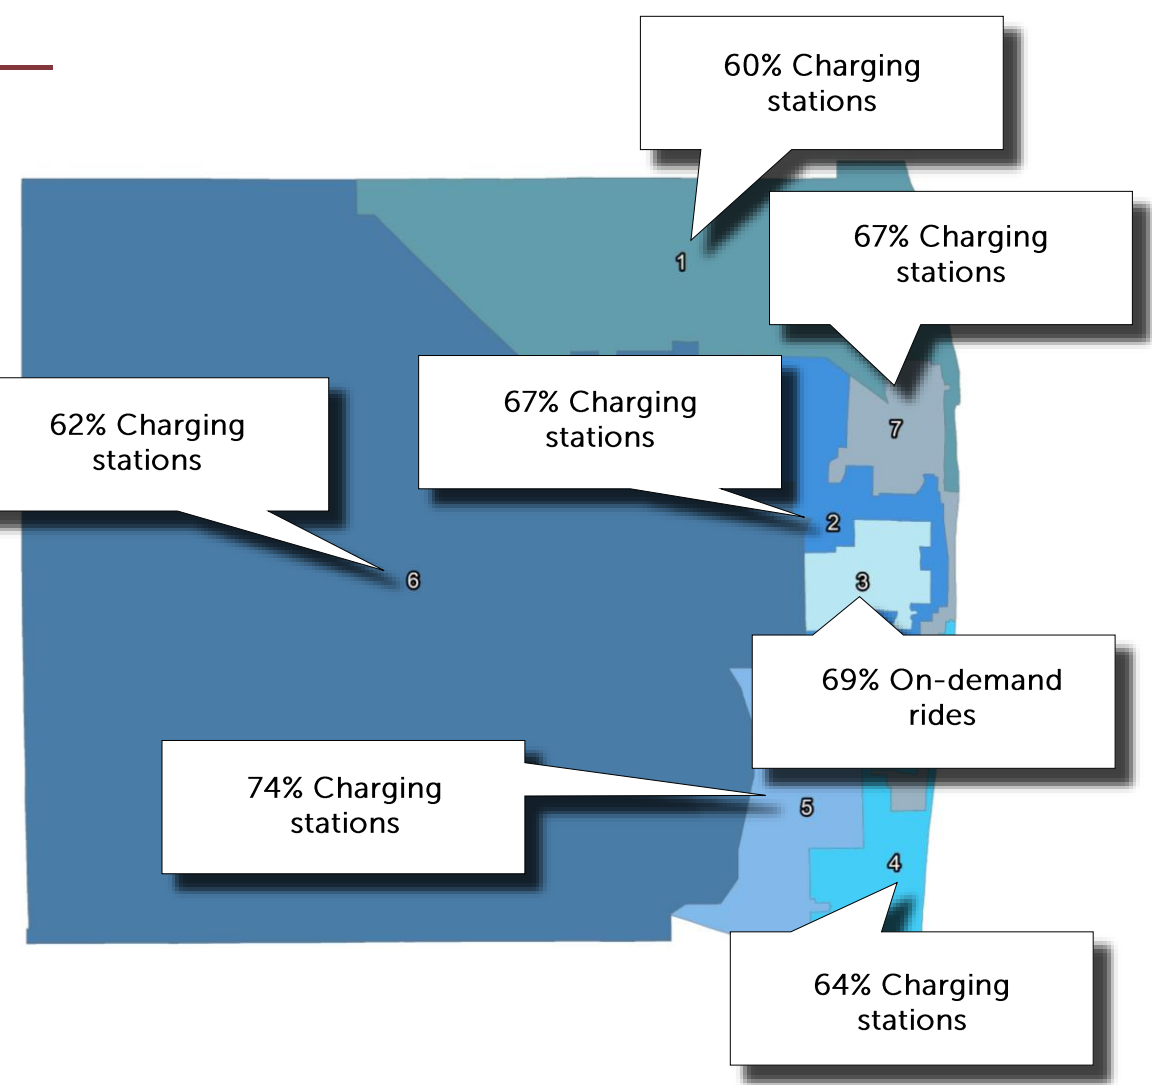 60% Charging
stations
67% Charging
stations
1
67% Charging
stations
62% Charging
stations
7
2
6
3
69% On-demand
rides
74% Charging
stations
5
4
64% Charging
stations